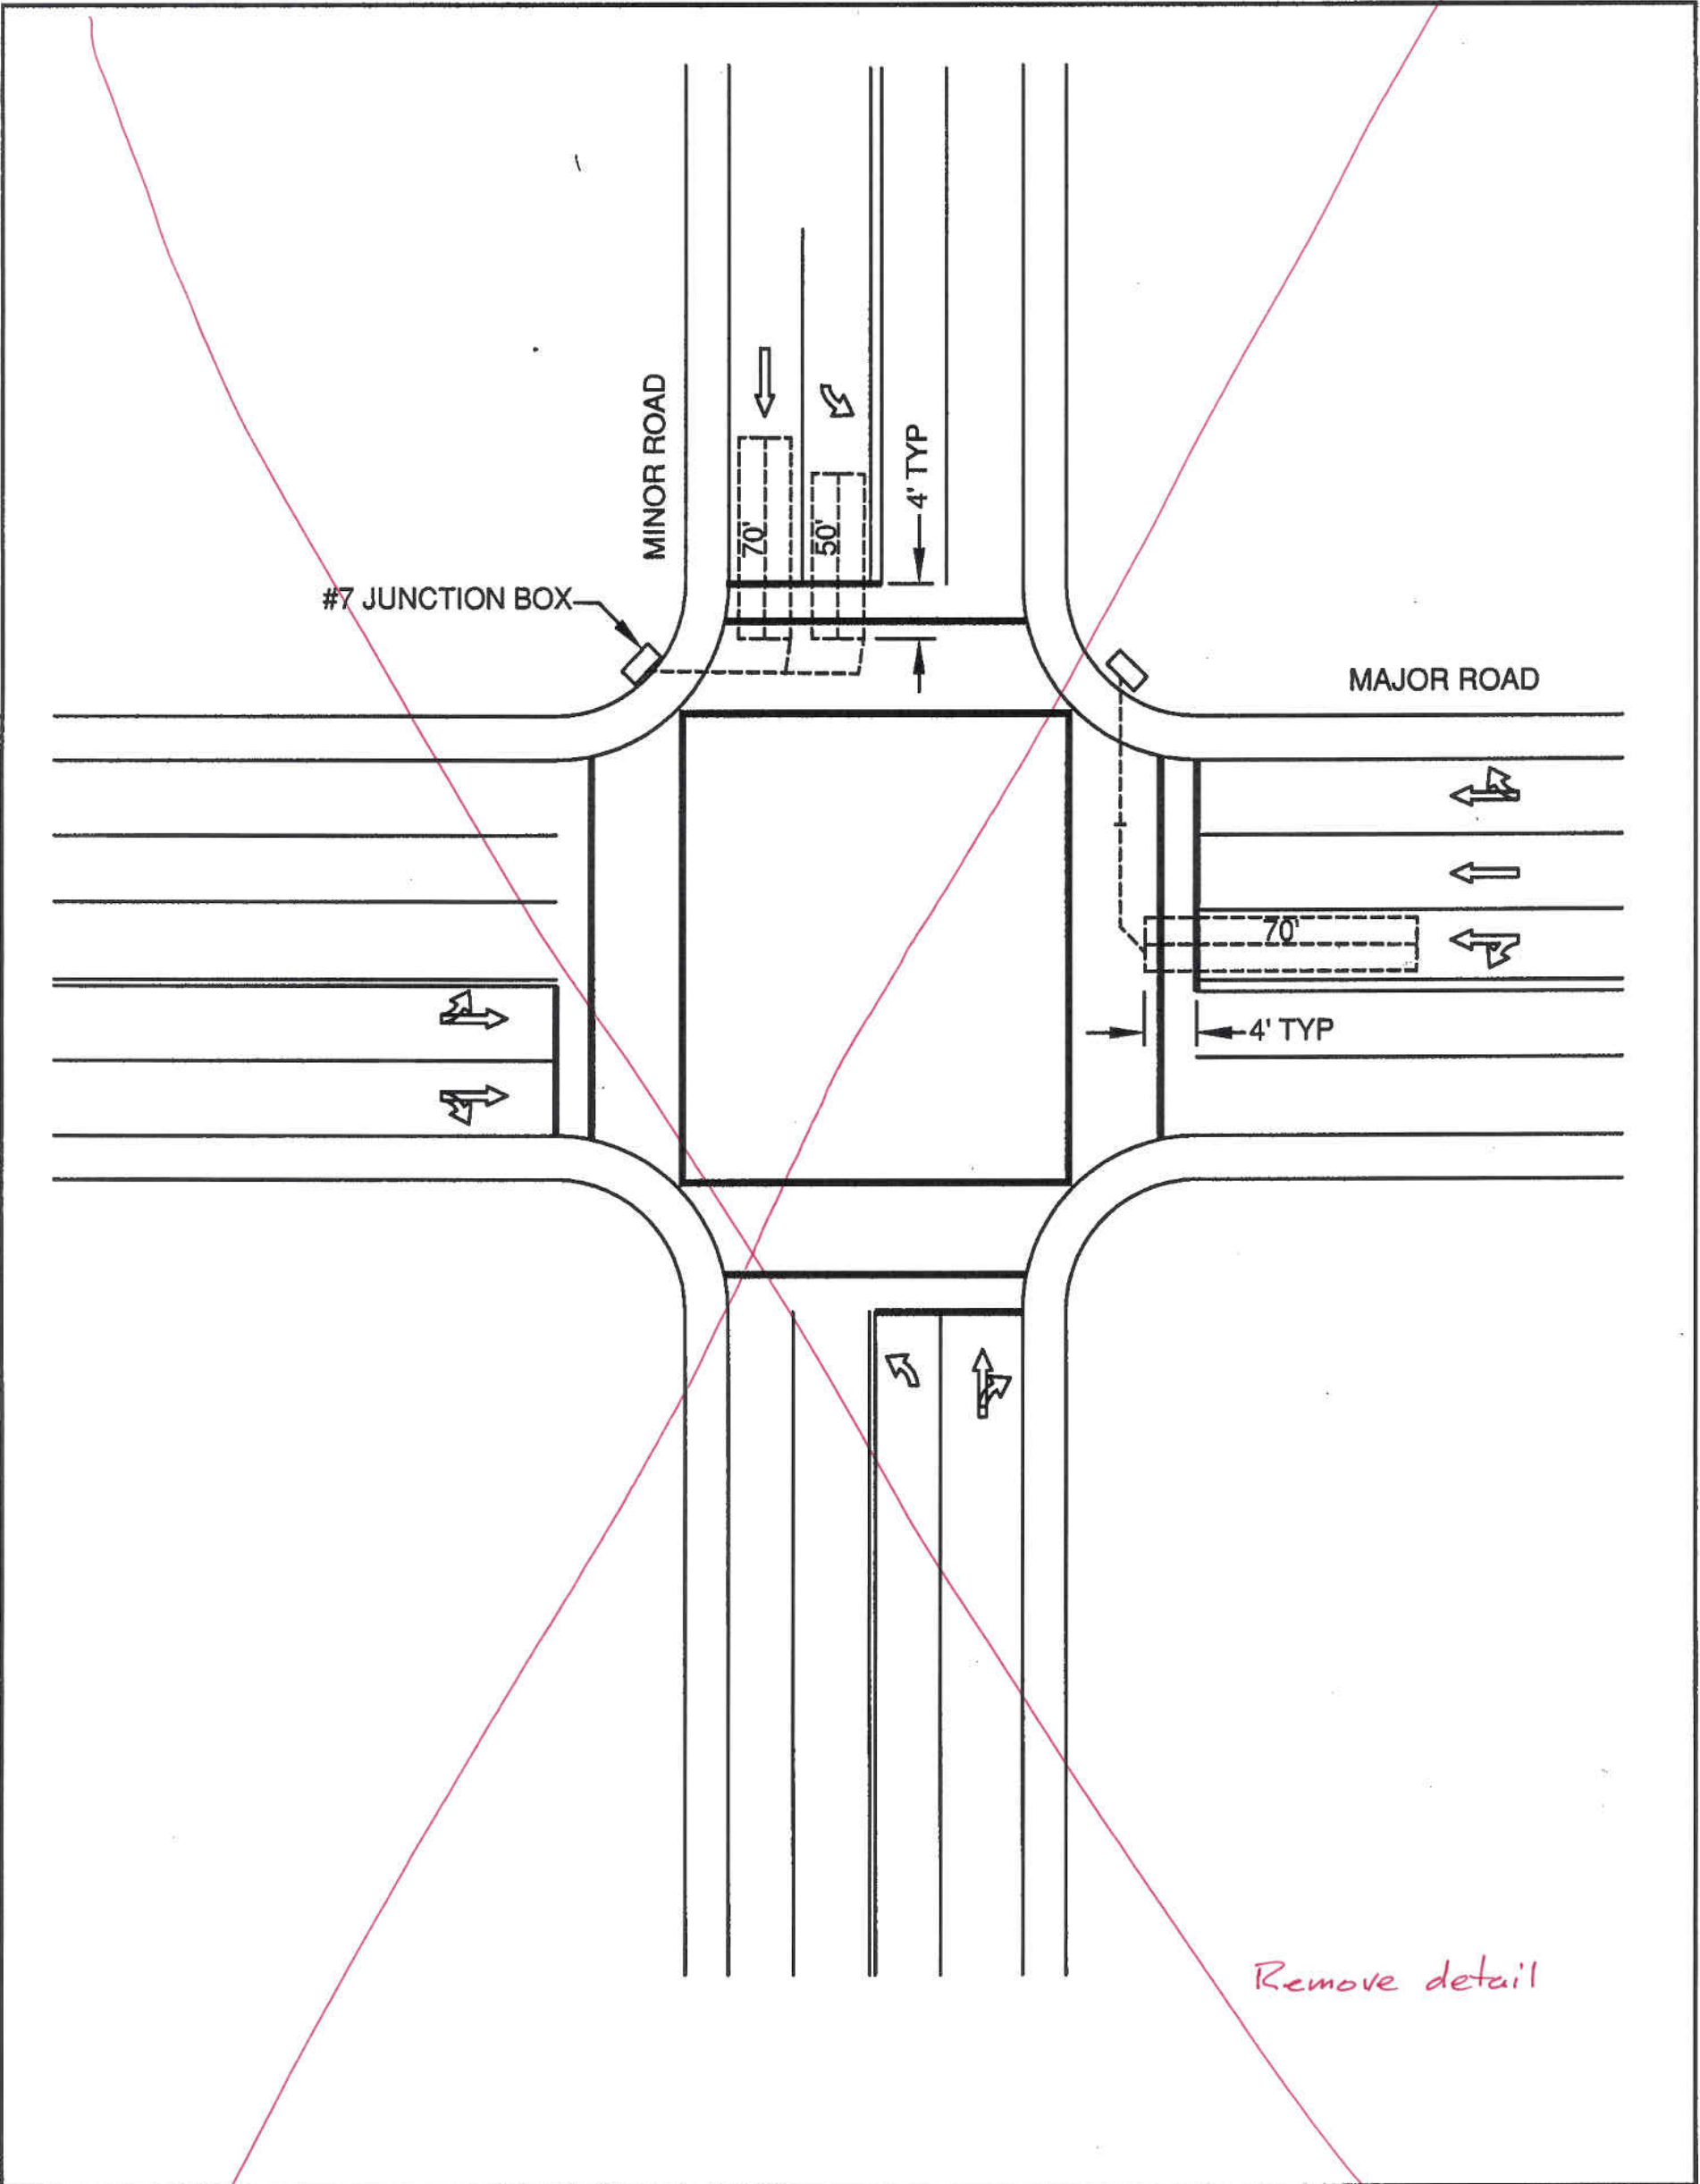 MINOR ROAD
4' TYP
70'
50'
#7 JUNCTION BOX
MAJOR ROAD
70'
4' TYP
Remove detail